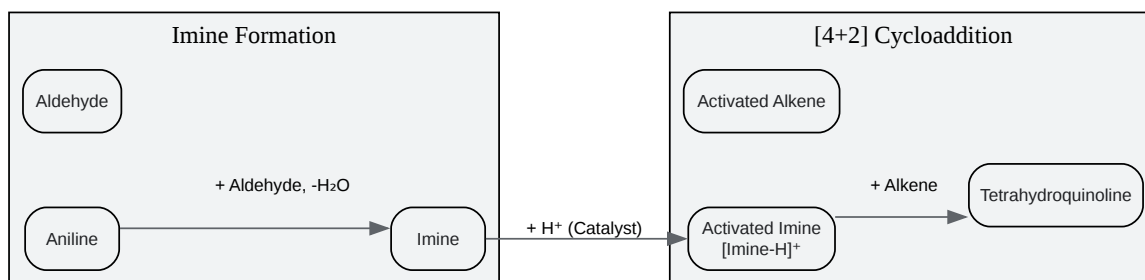 Imine Formation
Aldehyde
+ Aldehyde, -H₂O
Aniline
Imine
+ H⁺ (Catalyst)
[4+2] Cycloaddition
Activated Alkene
+ Alkene
Tetrahydroquinoline
Activated Imine
[Imine-H]⁺